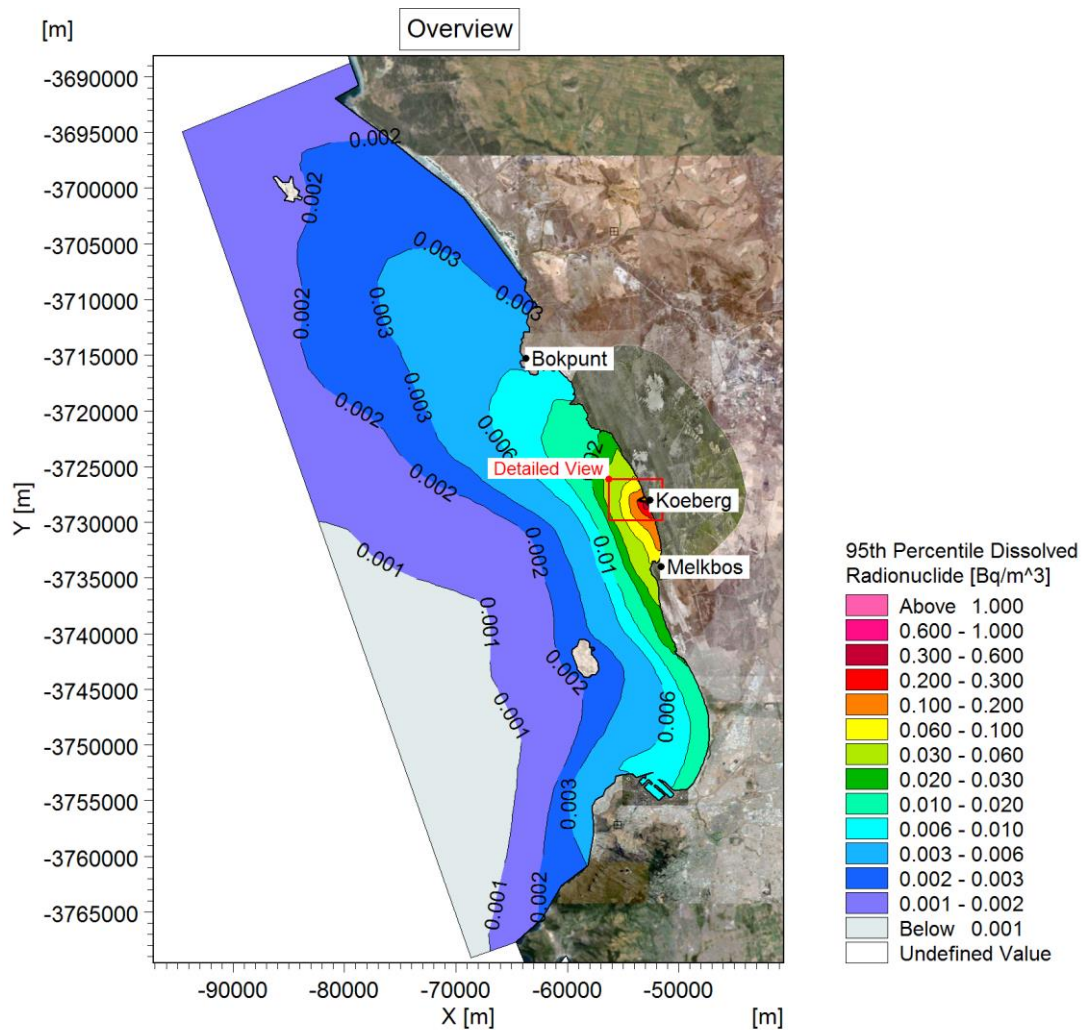 [m]
Overview
-3690000
-3695000
-3700000
-3705000
-3710000
-3715000
-3720000
-3725000
-3730000
-3735000
-3740000
-3745000
-3750000
-3755000
-3760000
-3765000
Y [m]
0.002
0.002
0.003
0.003
0.003
0.002
Bokpunt
0.003
0.002
0.006
02
Detailed View
0.002
Koeberg
0.002
0.01
0.001
Melkbos
0.001
0.002
0.001
0.006
0.003
0.001
0.002
-90000 -80000 -70000 -60000 -50000
X [m] [m]
95th Percentile Dissolved
Radionuclide [Bq/m^3]
Above 1.000
0.600 - 1.000
0.300 - 0.600
0.200 - 0.300
0.100 - 0.200
0.060 - 0.100
0.030 - 0.060
0.020 - 0.030
0.010 - 0.020
0.006 - 0.010
0.003 - 0.006
0.002 - 0.003
0.001 - 0.002
Below 0.001
Undefined Value